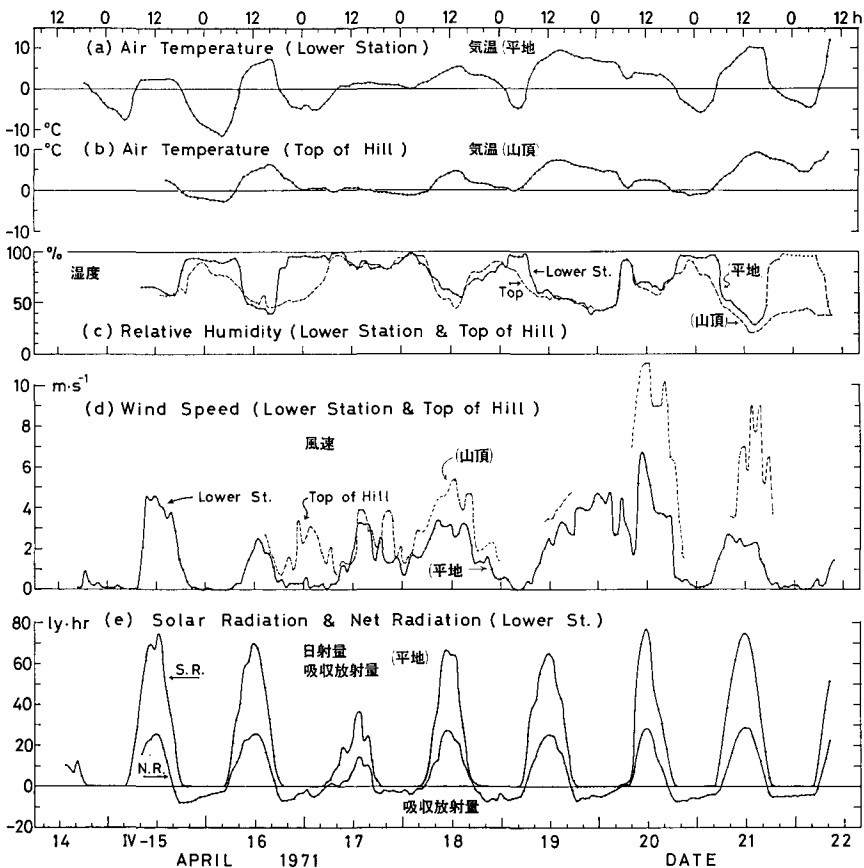 12 0 12 0 12 0 12 0 12 0 12 0 12 0 12 h
(a) Air Temperature (Lower Station) 気温 (平地
10
0
-10
°C
°C (b) Air Temperature (Top of Hill) 気温 (山頂)
10
0
-10
100 %
湿度
50
0
Lower St.
Top
平地
(山頂)
(c) Relative Humidity (Lower Station & Top of Hill)
m·s⁻¹
10
8
6
4
2
0
(d) Wind Speed (Lower Station & Top of Hill)
風速
(山頂)
Lower St. Top of Hill
(平地
ly·hr (e) Solar Radiation & Net Radiation (Lower St.)
80
60
40
20
0
-20
日射量 (平地)
吸収放射量
S.R.
N.R.
吸収放射量
14 IV-15 16 17 18 19 20 21 22
APRIL 1971 DATE